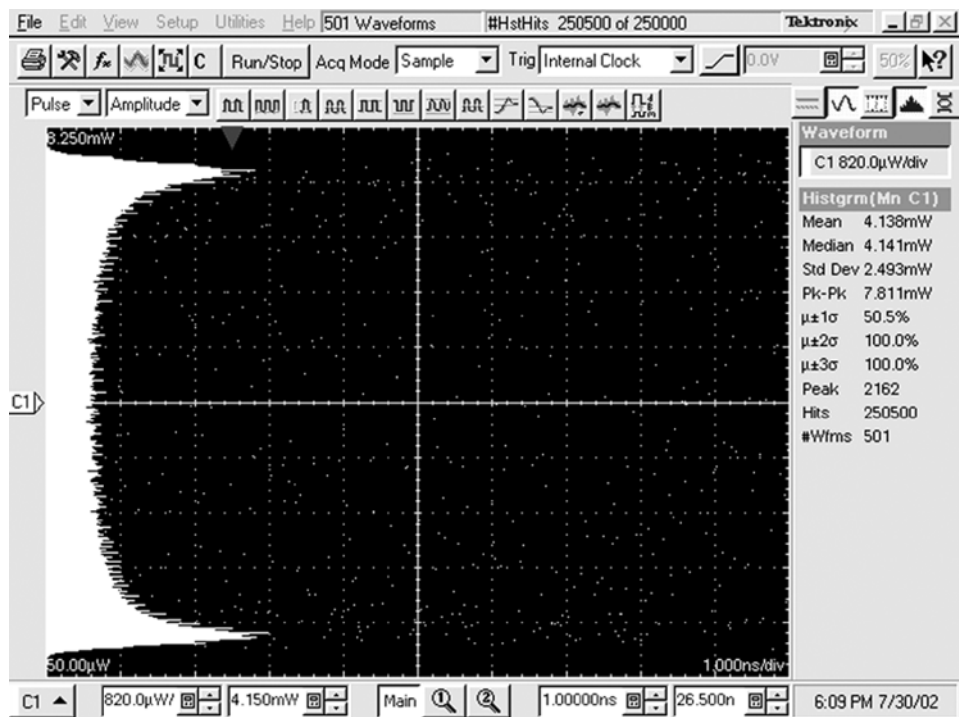 File Edit View Setup Utilities Help 501 Waveforms #HstHits 250500 of 250000 Tektronix
C Run/Stop Acq Mode Sample Trig Internal Clock 0.0V 50%
Pulse Amplitude
8.250mW
Waveform
C1 820.0µW/div
Histgrm(Mn C1)
Mean 4.138mW
Median 4.141mW
Std Dev 2.493mW
Pk-Pk 7.811mW
µ±1σ 50.5%
µ±2σ 100.0%
µ±3σ 100.0%
Peak 2162
Hits 250500
#Wfms 501
C1
50.00µW
1.000ns/div
C1 820.0µW/ 4.150mW Main 1 2 1.00000ns 26.500n 6:09 PM 7/30/02